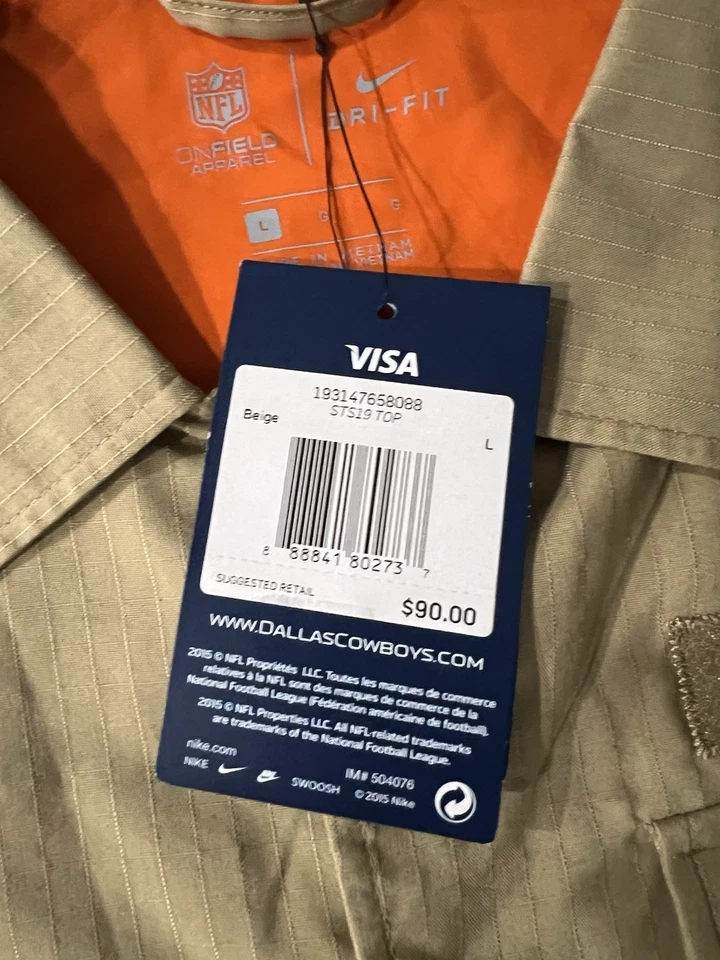 NFL
ONFIELD
APPAREL
DRI-FIT
L G G
IN VIETNAM
VIETNAM
VISA
193147658088
STS19 TOP
Beige
L
8 88841 80273 7
SUGGESTED RETAIL
$90.00
WWW.DALLASCOWBOYS.COM
2015 © NFL Propriétés LLC. Toutes les marques de commerce
relatives à la NFL sont des marques de commerce de la
National Football League (Fédération américaine de football).
2015 © NFL Properties LLC. All NFL-related trademarks
are trademarks of the National Football League.
nike.com
NIKE
SWOOSH
IM# 504076
© 2015 Nike